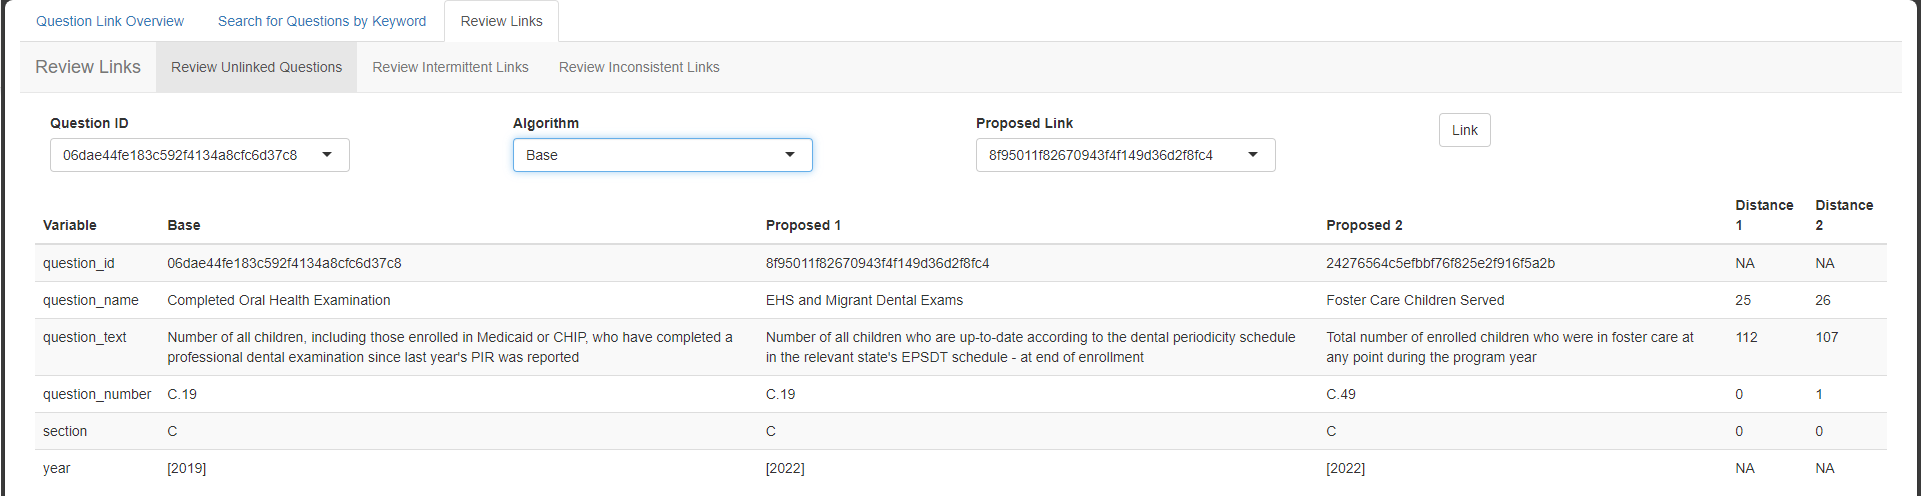 Question Link Overview Search for Questions by Keyword Review Links
Review Links Review Unlinked Questions Review Intermittent Links Review Inconsistent Links
Question ID Algorithm Proposed Link
06dae44fe183c592f4134a8cfc6d37c8 Base 8f95011f82670943f4f149d36d2f8fc4 Link
Variable Base Proposed 1 Proposed 2 Distance 1 Distance 2
question_id 06dae44fe183c592f4134a8cfc6d37c8 8f95011f82670943f4f149d36d2f8fc4 24276564c5efbbf76f825e2f916f5a2b NA NA
question_name Completed Oral Health Examination EHS and Migrant Dental Exams Foster Care Children Served 25 26
question_text Number of all children, including those enrolled in Medicaid or CHIP, who have completed a professional dental examination since last year's PIR was reported Number of all children who are up-to-date according to the dental periodicity schedule in the relevant state's EPSDT schedule - at end of enrollment Total number of enrolled children who were in foster care at any point during the program year 112 107
question_number C.19 C.19 C.49 0 1
section C C C 0 0
year [2019] [2022] [2022] NA NA